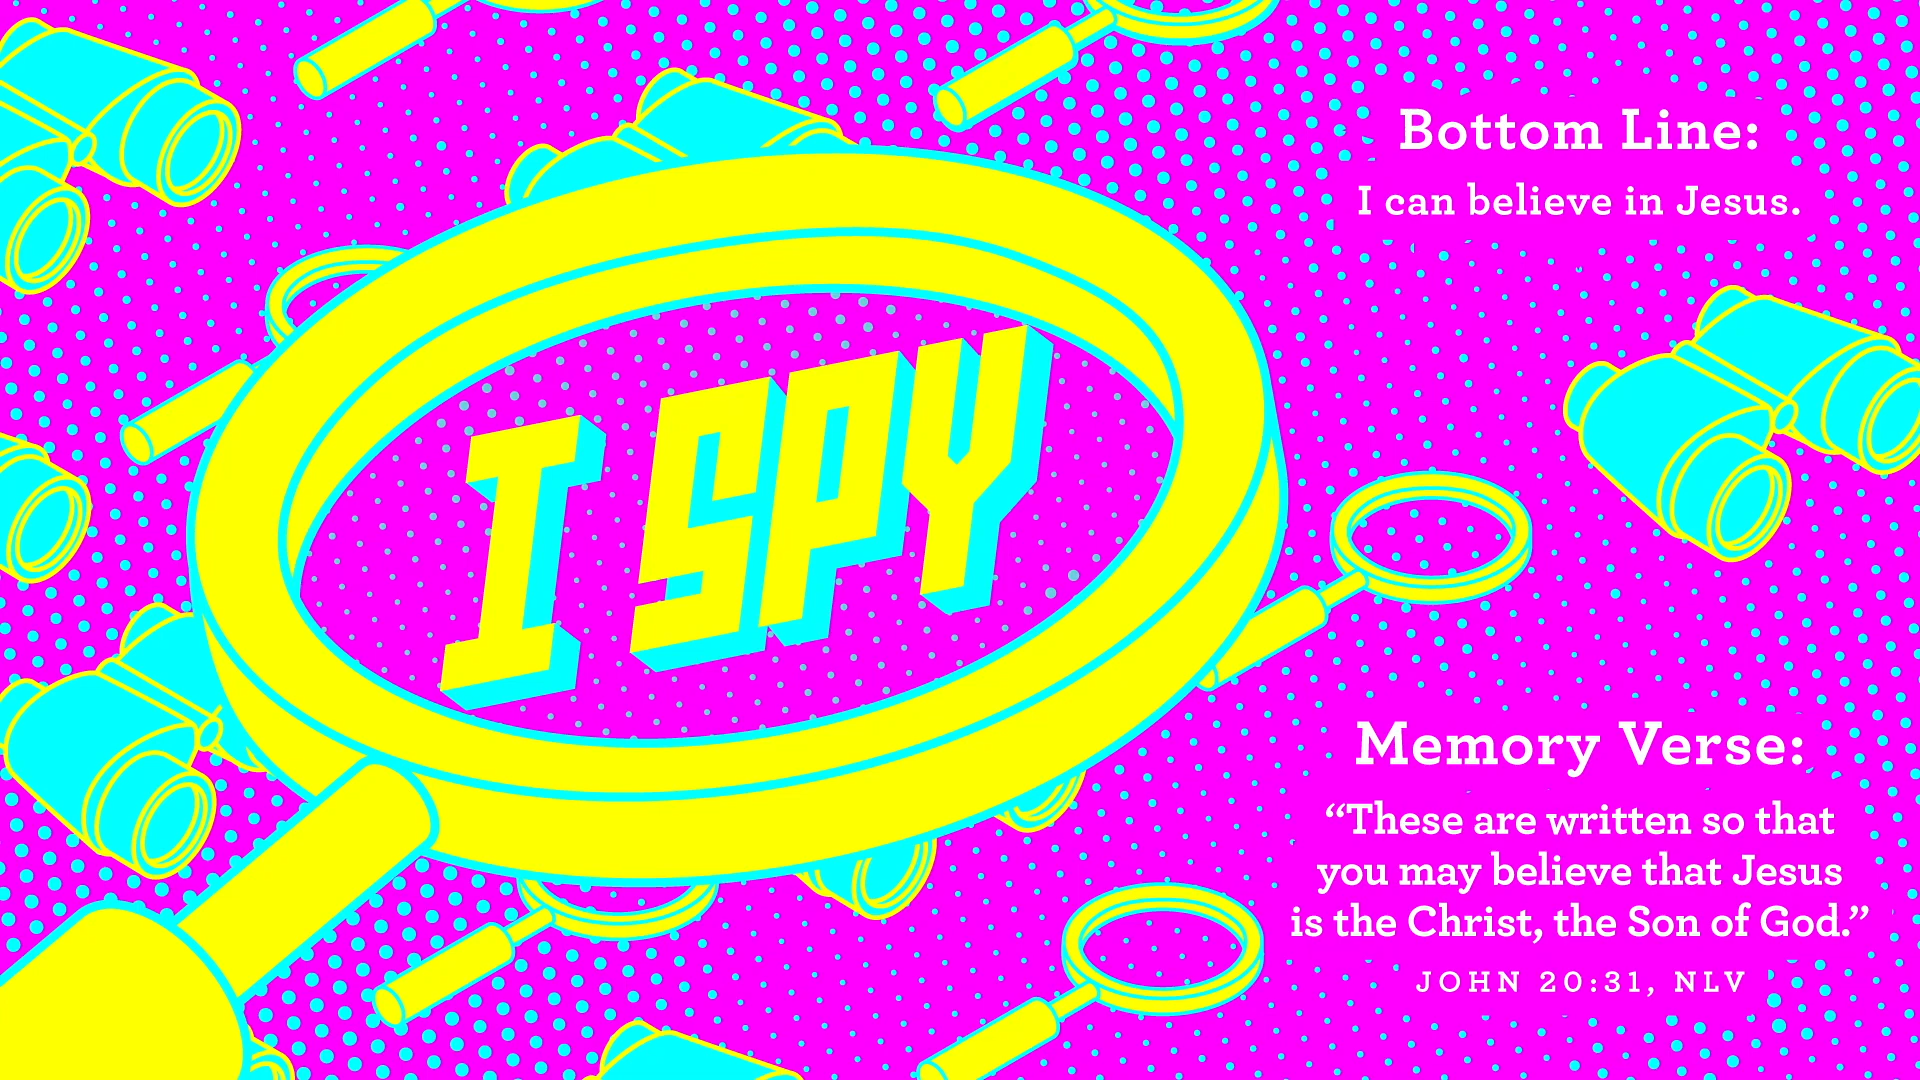 I SPY
Bottom Line:
I can believe in Jesus.
Memory Verse:
“These are written so that
you may believe that Jesus
is the Christ, the Son of God.”
JOHN 20:31, NLV